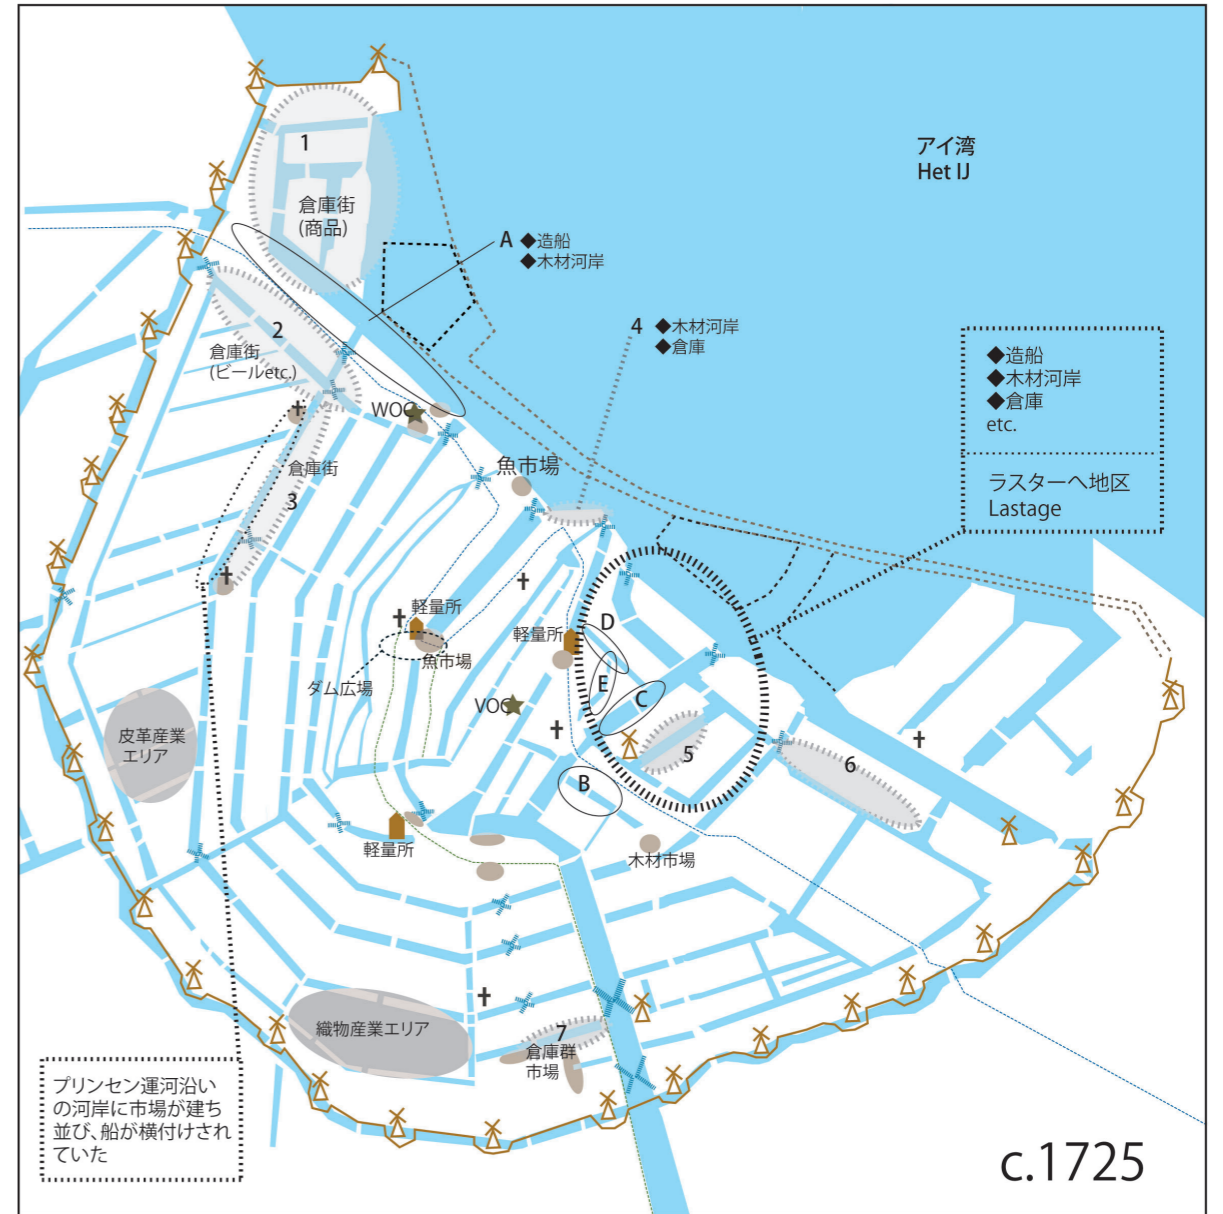 アイ湾
Het IJ
1
倉庫街
(商品)
A ◆造船
◆木材河岸
2
倉庫街
(ビールetc.)
4 ◆木材河岸
◆倉庫
◆造船
◆木材河岸
◆倉庫
etc.
ラスターヘ地区
Lastage
WOC
魚市場
倉庫街
3
軽量所
魚市場
ダム広場
軽量所
D
E
C
VOC
5
6
B
皮革産業
エリア
軽量所
木材市場
織物産業エリア
7
倉庫群
市場
プリンセン運河沿い
の河岸に市場が建ち
並び、船が横付けされ
ていた
c.1725